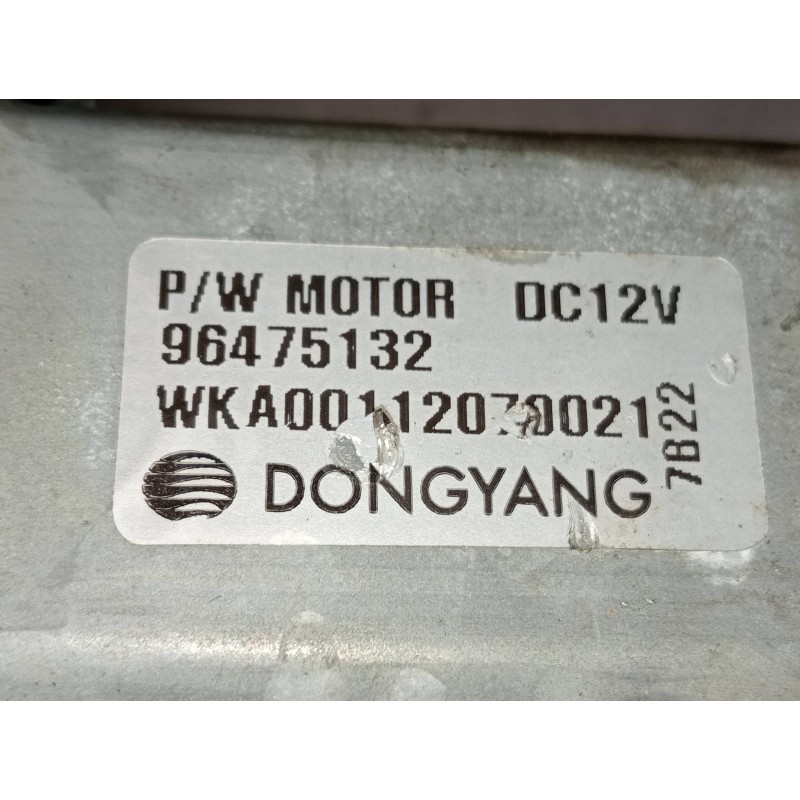 P/W MOTOR DC12V
96475132
WKA00112070021
7B22
DONGYANG